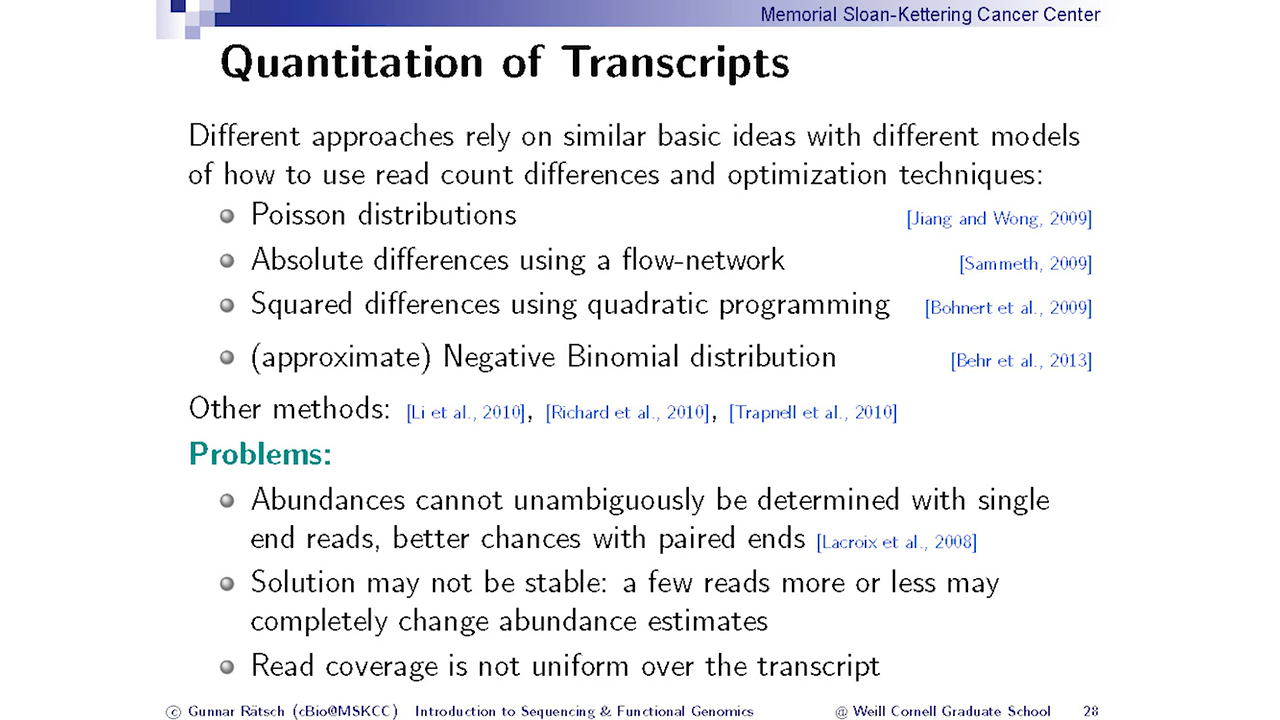 Memorial Sloan-Kettering Cancer Center
Quantitation of Transcripts
Different approaches rely on similar basic ideas with different models
of how to use read count differences and optimization techniques:
Poisson distributions [Jiang and Wong, 2009]
Absolute differences using a flow-network [Sammeth, 2009]
Squared differences using quadratic programming [Bohnert et al., 2009]
(approximate) Negative Binomial distribution [Behr et al., 2013]
Other methods: [Li et al., 2010], [Richard et al., 2010], [Trapnell et al., 2010]
Problems:
Abundances cannot unambiguously be determined with single
end reads, better chances with paired ends [Lacroix et al., 2008]
Solution may not be stable: a few reads more or less may
completely change abundance estimates
Read coverage is not uniform over the transcript
© Gunnar Rätsch (cBio@MSKCC) Introduction to Sequencing & Functional Genomics @ Weill Cornell Graduate School 28